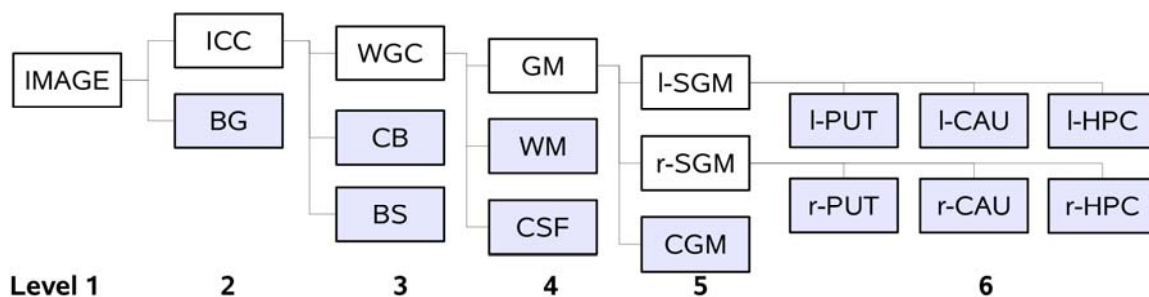 IMAGE
ICC
BG
WGC
CB
BS
GM
WM
CSF
l-SGM
r-SGM
CGM
l-PUT l-CAU l-HPC
r-PUT r-CAU r-HPC
Level 1 2 3 4 5 6